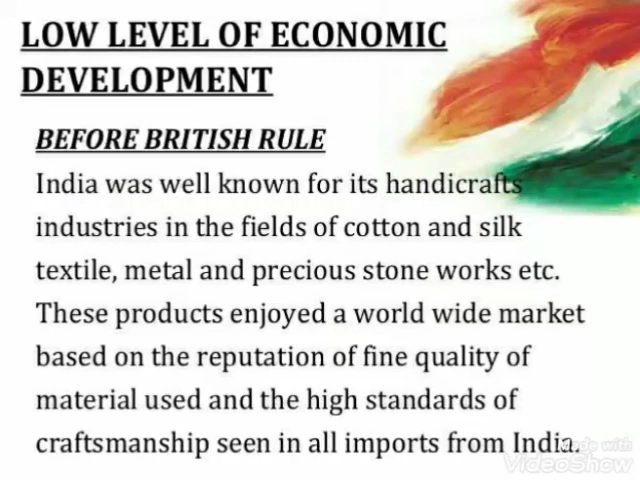 LOW LEVEL OF ECONOMIC
DEVELOPMENT
BEFORE BRITISH RULE
India was well known for its handicrafts
industries in the fields of cotton and silk
textile, metal and precious stone works etc.
These products enjoyed a world wide market
based on the reputation of fine quality of
material used and the high standards of
craftsmanship seen in all imports from India.
Made with
VideoShow